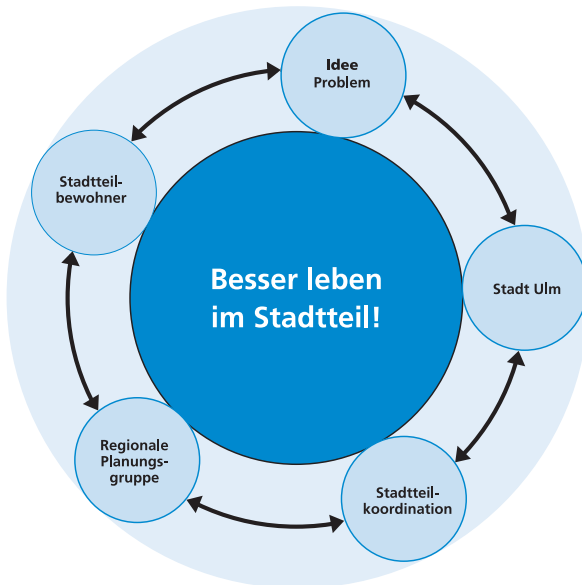 Idee
Problem
Stadtteil-
bewohner
Stadt Ulm
Besser leben
im Stadtteil!
Regionale
Planungs-
gruppe
Stadtteil-
koordination